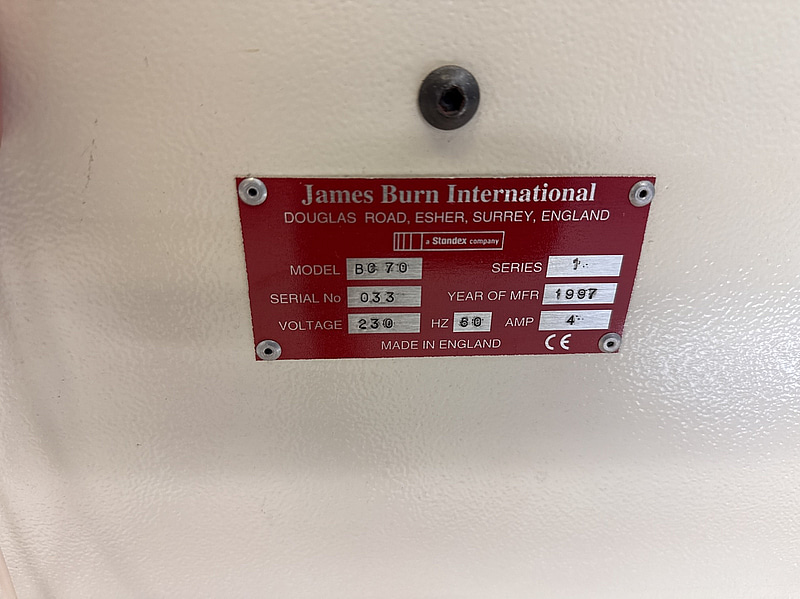 James Burn International
DOUGLAS ROAD, ESHER, SURREY, ENGLAND
a Standex company
MODEL BC 70 SERIES 1
SERIAL No 033 YEAR OF MFR 1997
VOLTAGE 230 HZ 50 AMP 4
MADE IN ENGLAND CE